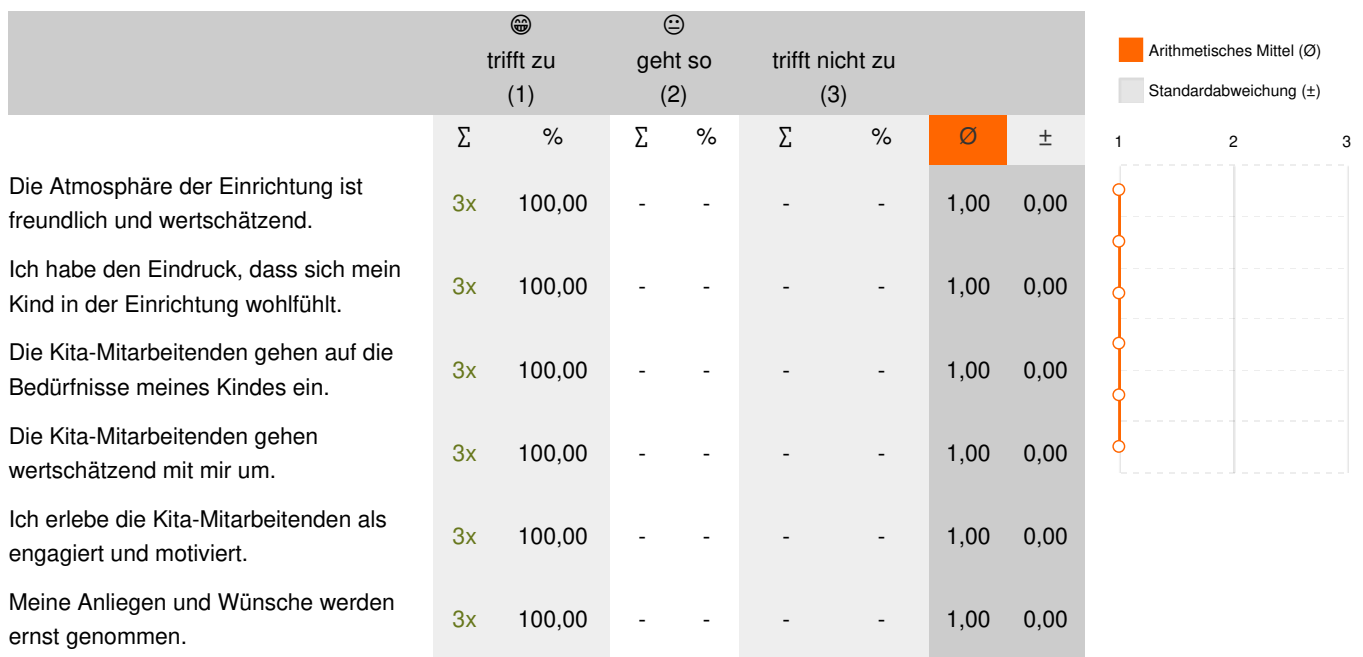 😁 😐
trifft zu geht so trifft nicht zu
(1) (2) (3)
Arithmetisches Mittel (Ø)
Standardabweichung (±)
Σ % Σ % Σ % Ø ±
1 2 3
Die Atmosphäre der Einrichtung ist
freundlich und wertschätzend.
3x 100,00 - - - - 1,00 0,00
Ich habe den Eindruck, dass sich mein
Kind in der Einrichtung wohlfühlt.
3x 100,00 - - - - 1,00 0,00
Die Kita-Mitarbeitenden gehen auf die
Bedürfnisse meines Kindes ein.
3x 100,00 - - - - 1,00 0,00
Die Kita-Mitarbeitenden gehen
wertschätzend mit mir um.
3x 100,00 - - - - 1,00 0,00
Ich erlebe die Kita-Mitarbeitenden als
engagiert und motiviert.
3x 100,00 - - - - 1,00 0,00
Meine Anliegen und Wünsche werden
ernst genommen.
3x 100,00 - - - - 1,00 0,00